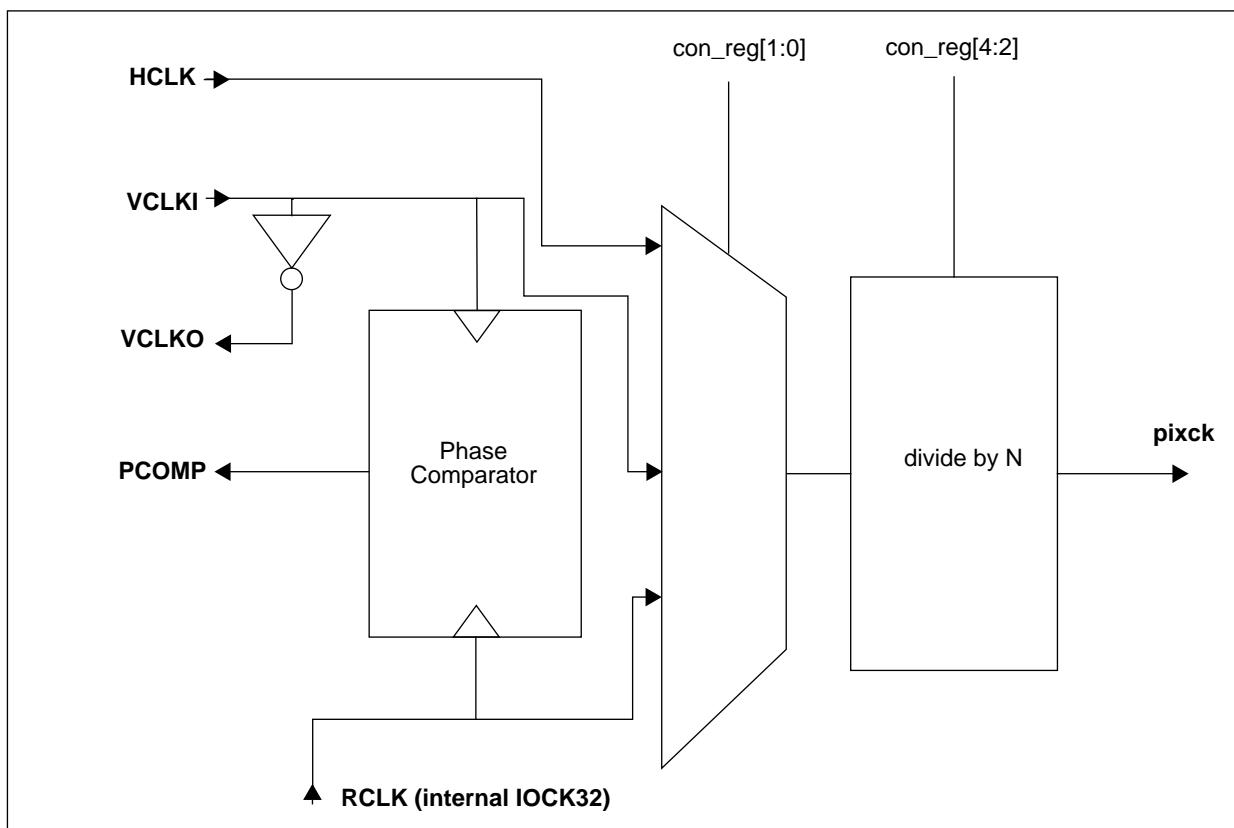 con_reg[1:0]
con_reg[4:2]
HCLK
VCLKI
VCLKO
PCOMP
Phase
Comparator
divide by N
pixck
RCLK (internal IOCK32)